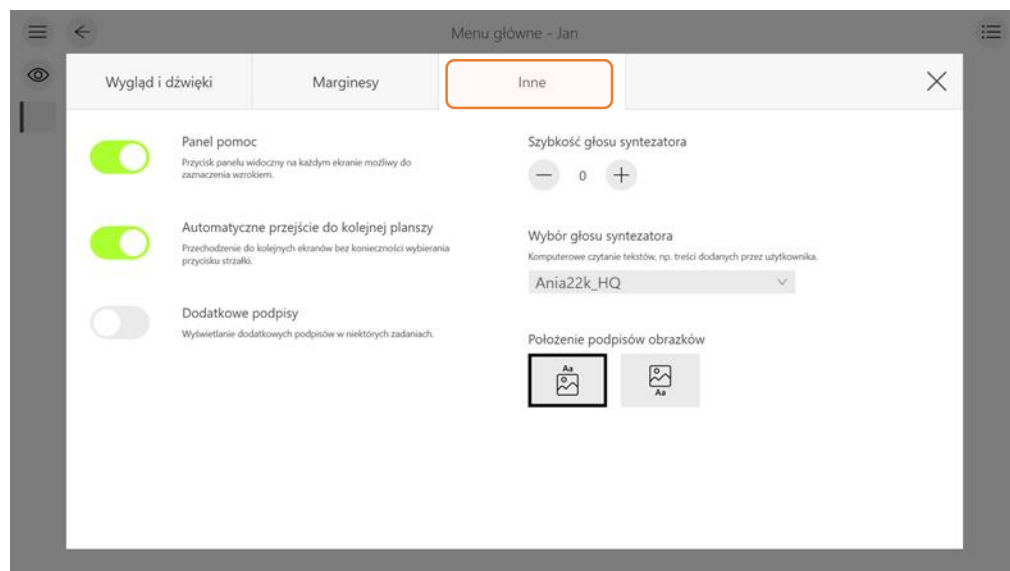 Menu główne - Jan
Wygląd i dźwięki
Marginesy
Inne
Panel pomoc
Przycisk panelu widoczny na każdym ekranie możliwy do
zaznaczenia wzrokiem.
Automatyczne przejście do kolejnej planszy
Przechodzenie do kolejnych ekranów bez konieczności wybierania
przycisku strzałki.
Dodatkowe podpisy
Wyświetlanie dodatkowych podpisów w niektórych zadaniach.
Szybkość głosu syntezatora
0
Wybór głosu syntezatora
Komputerowe czytanie tekstów, np. treści dodanych przez użytkownika.
Ania22k_HQ
Położenie podpisów obrazków
Aa
Aa